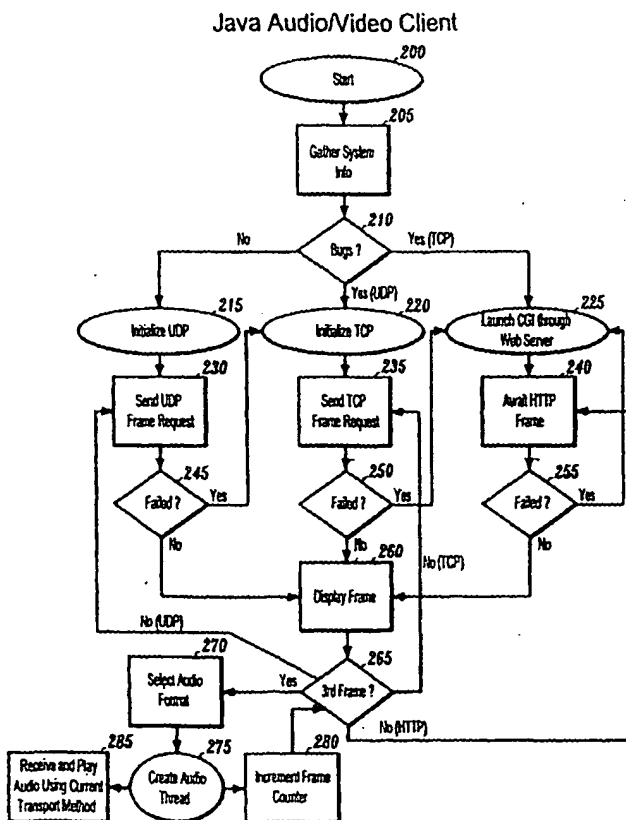 Java Audio/Video Client
200
Start
205
Gather System
Info
210
Bugs ?
No
Yes (TCP)
Yes (UDP)
215
Initialize UDP
220
Initialize TCP
225
Launch CGI through
Web Server
230
Send UDP
Frame Request
235
Send TCP
Frame Request
240
Await HTTP
Frame
245
Failed ?
Yes
No
250
Failed ?
Yes
No
255
Failed ?
Yes
No
260
Display Frame
No (TCP)
No (UDP)
265
3rd Frame ?
Yes
No (HTTP)
270
Select Audio
Format
275
Create Audio
Thread
280
Increment Frame
Counter
285
Receive and Play
Audio Using Current
Transport Method